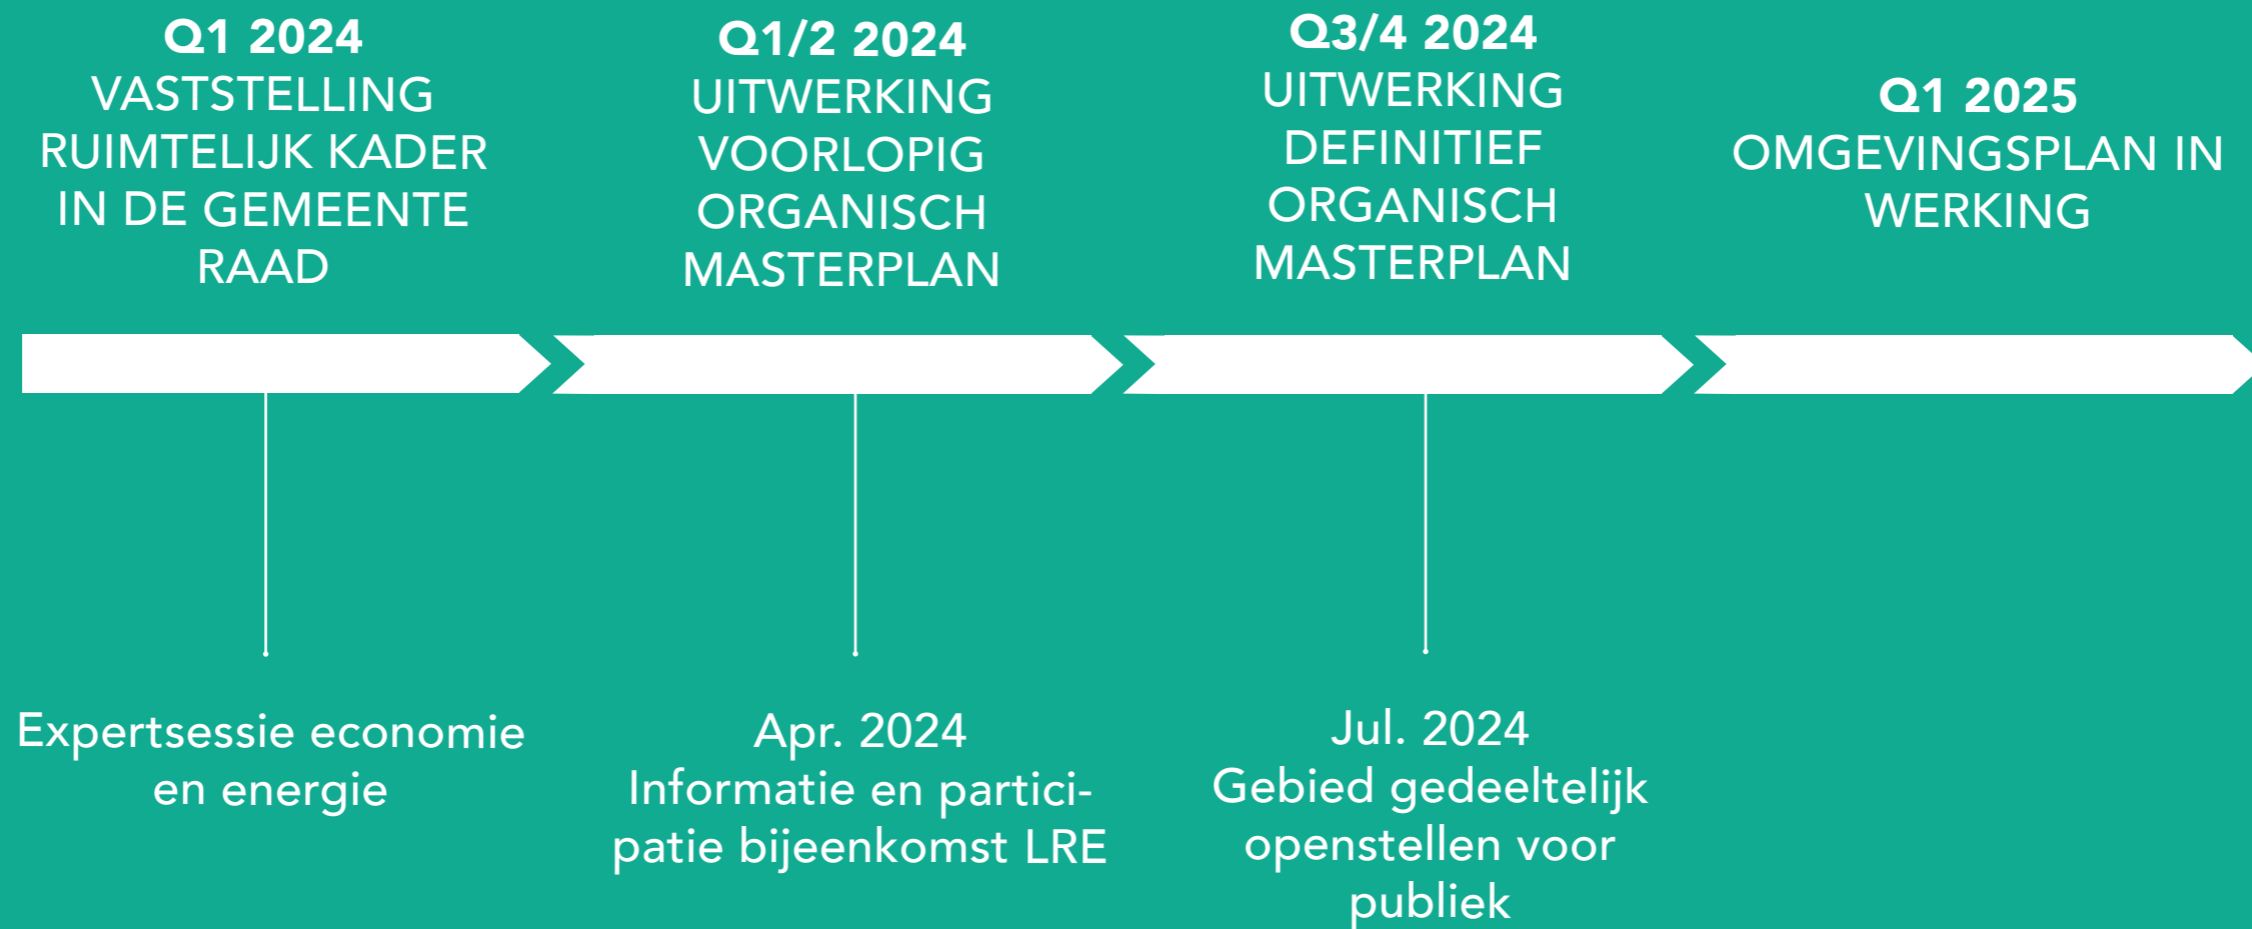 Q1 2024
VASTSTELLING
RUIMTELIJK KADER
IN DE GEMEENTE
RAAD
Q1/2 2024
UITWERKING
VOORLOPIG
ORGANISCH
MASTERPLAN
Q3/4 2024
UITWERKING
DEFINITIEF
ORGANISCH
MASTERPLAN
Q1 2025
OMGEVINGSPLAN IN
WERKING
Expertsessie economie
en energie
Apr. 2024
Informatie en partici-
patie bijeenkomst LRE
Jul. 2024
Gebied gedeeltelijk
openstellen voor
publiek